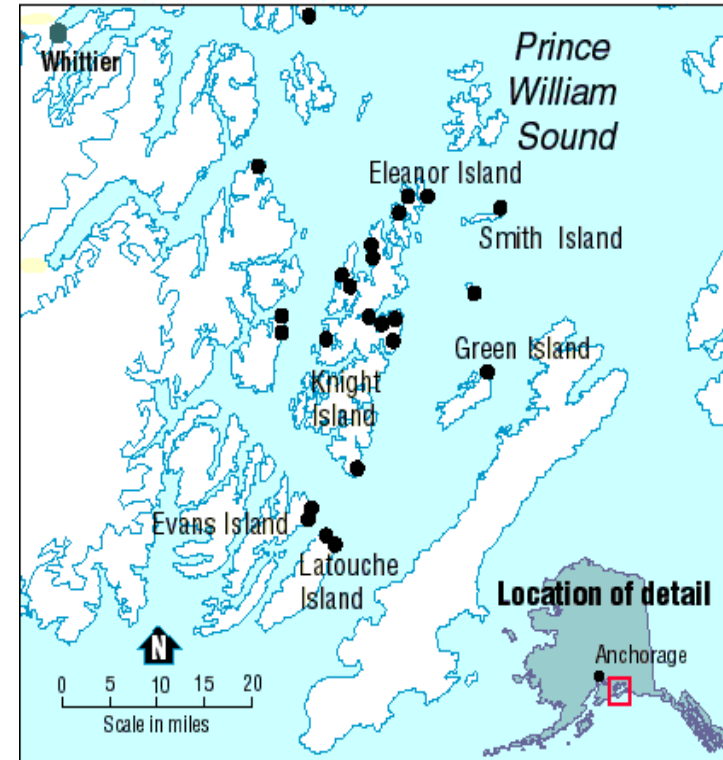 Prince
William
Sound
Whittier
Eleanor Island
Smith Island
Green Island
Knight
Island
Evans Island
Latouche
Island
Location of detail
Anchorage
N
0 5 10 15 20
Scale in miles